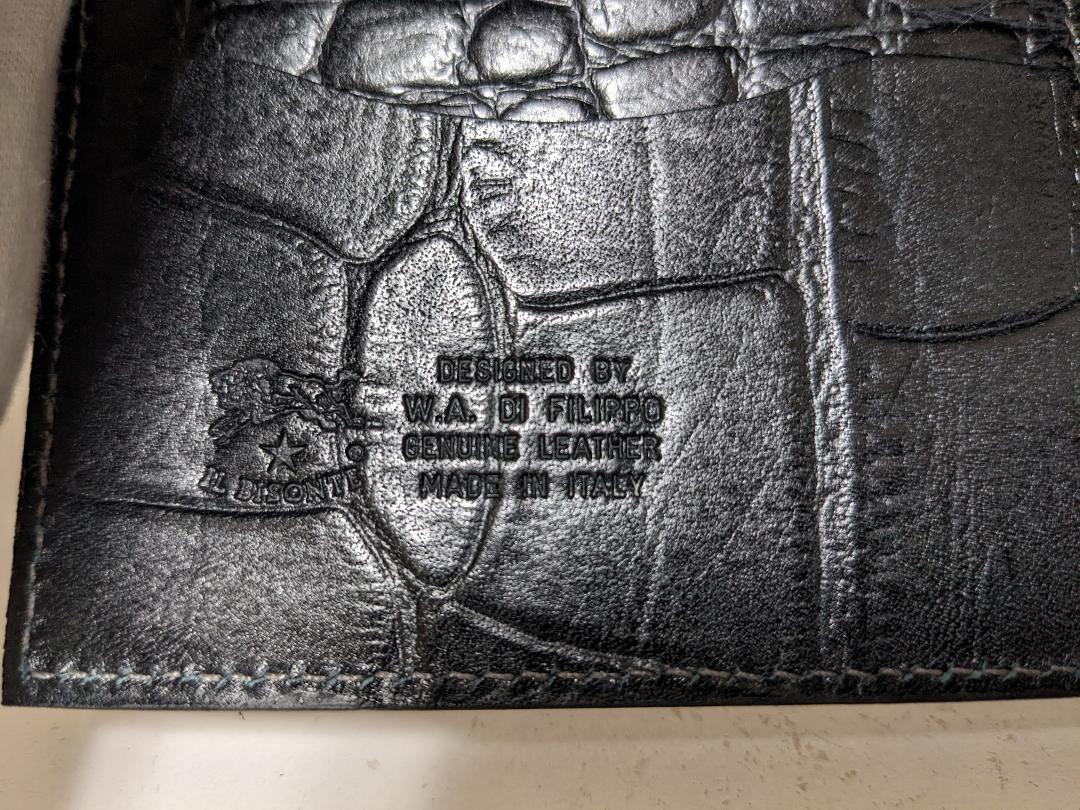 IL BISONTE
DESIGNED BY
W.A. DI FILIPPO
GENUINE LEATHER
MADE IN ITALY